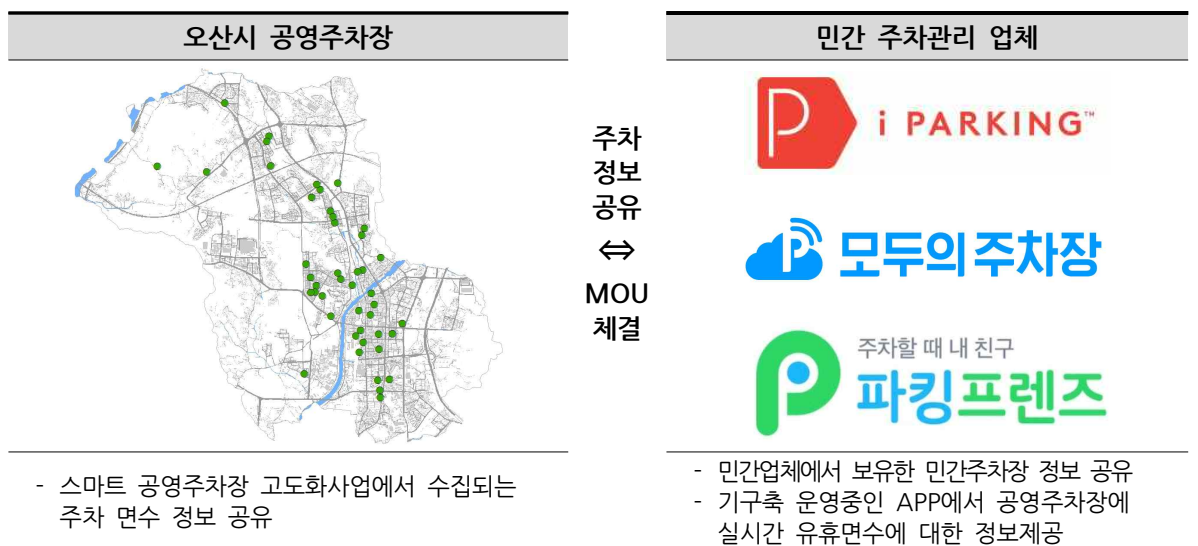 오산시 공영주차장
주차
정보
공유
⇔
MOU
체결
민간 주차관리 업체
P i PARKING™
P 모두의주차장
주차할 때 내 친구
파킹프렌즈
- 스마트 공영주차장 고도화사업에서 수집되는
주차 면수 정보 공유
- 민간업체에서 보유한 민간주차장 정보 공유
- 기구축 운영중인 APP에서 공영주차장에
실시간 유휴면수에 대한 정보제공